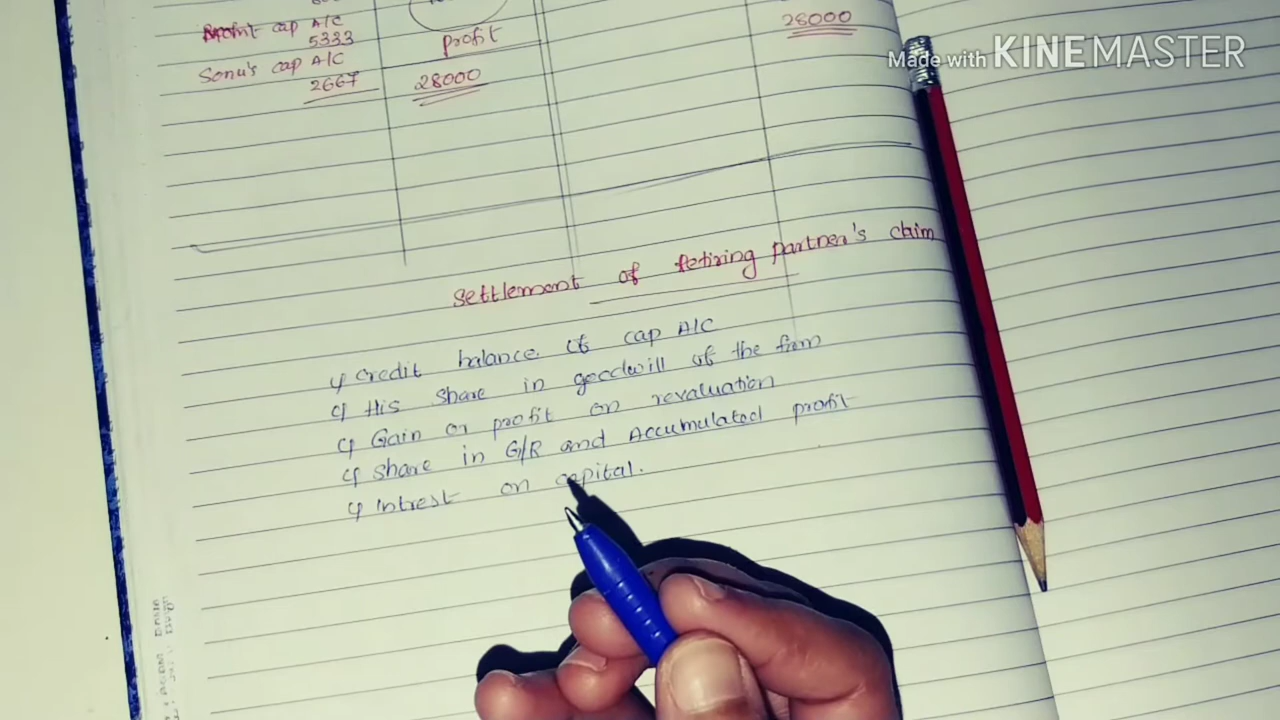 cap A/C
5333
profit
28000
Sonu's cap A/C
2667
28000
Made with KINEMASTER
Settlement of retiring partner's claim
Credit balance of cap A/C
His share in goodwill of the firm
Gain or profit on revaluation
Share in G/R and Accumulated profit
Intrest on capital.